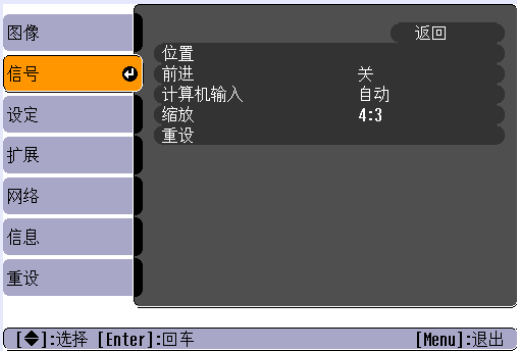 图像
信号
设定
扩展
网络
信息
重设
返回
位置
前进 关
计算机输入 自动
缩放 4:3
重设
[◆]:选择 [Enter]:回车 [Menu]:退出